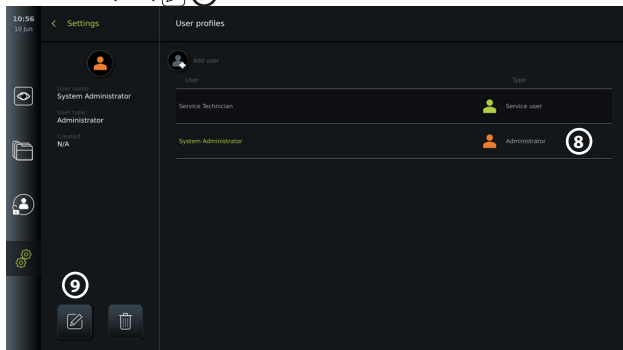 10:56
10 Jun
Settings
User profiles
Add user
User
Type
User name:
System Administrator
User type:
Administrator
Created:
N/A
Service Technician
Service user
System Administrator
Administrator
8
9